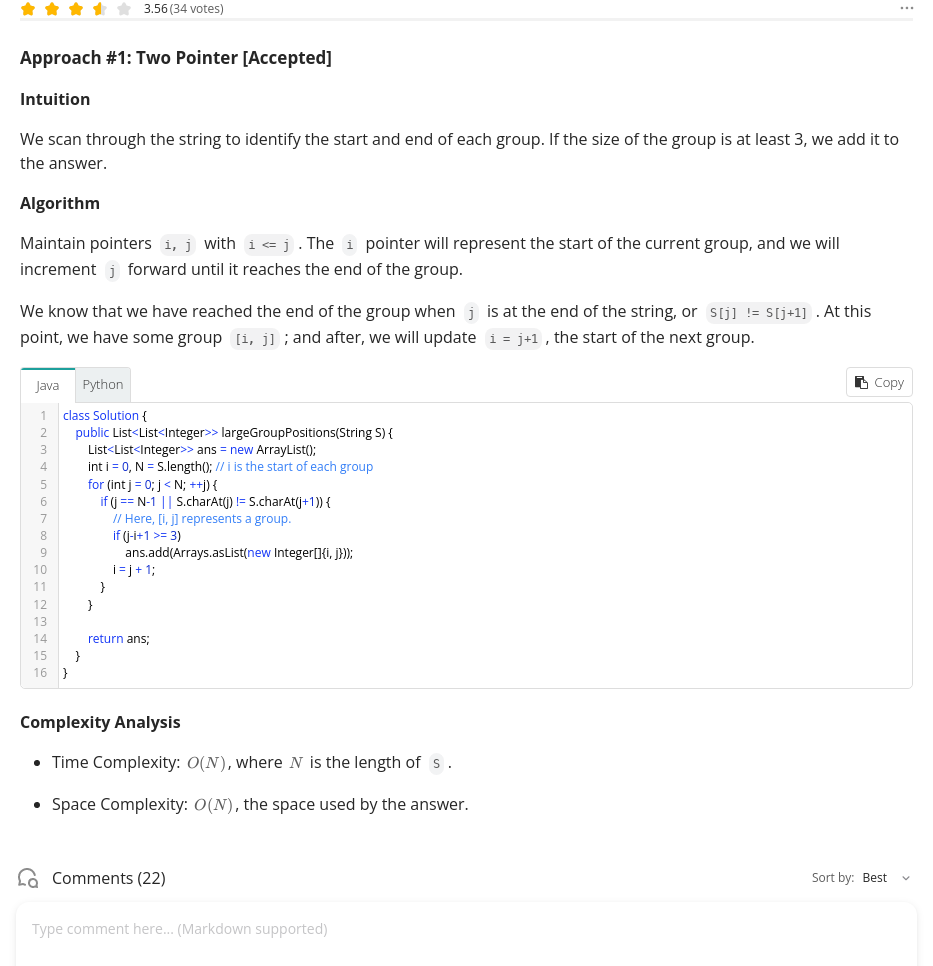 3.56 (34 votes)
Approach #1: Two Pointer [Accepted]
Intuition
We scan through the string to identify the start and end of each group. If the size of the group is at least 3, we add it to
the answer.
Algorithm
Maintain pointers i, j with i <= j . The i pointer will represent the start of the current group, and we will
increment j forward until it reaches the end of the group.
We know that we have reached the end of the group when j is at the end of the string, or S[j] != S[j+1] . At this
point, we have some group [i, j] ; and after, we will update i = j+1 , the start of the next group.
Java Python Copy
1 class Solution {
2     public List<List<Integer>> largeGroupPositions(String S) {
3         List<List<Integer>> ans = new ArrayList();
4         int i = 0, N = S.length(); // i is the start of each group
5         for (int j = 0; j < N; ++j) {
6             if (j == N-1 || S.charAt(j) != S.charAt(j+1)) {
7                 // Here, [i, j] represents a group.
8                 if (j-i+1 >= 3)
9                     ans.add(Arrays.asList(new Integer[]{i, j}));
10                 i = j + 1;
11             }
12         }
13
14         return ans;
15     }
16 }
Complexity Analysis
• Time Complexity: O(N), where N is the length of S .
• Space Complexity: O(N), the space used by the answer.
Comments (22) Sort by: Best
Type comment here... (Markdown supported)